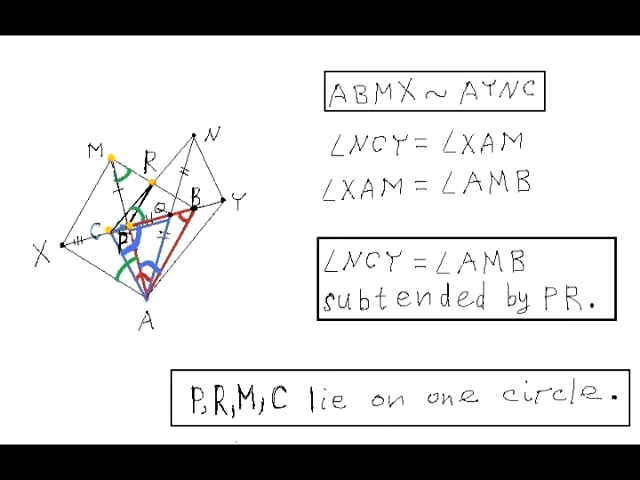 ABMX ~ AYNC
∠NCY = ∠XAM
∠XAM = ∠AMB
∠NCY = ∠AMB
subtended by PR.
P,R,M,C lie on one circle.
N
M
R
B
Y
Q
C
P
X
A